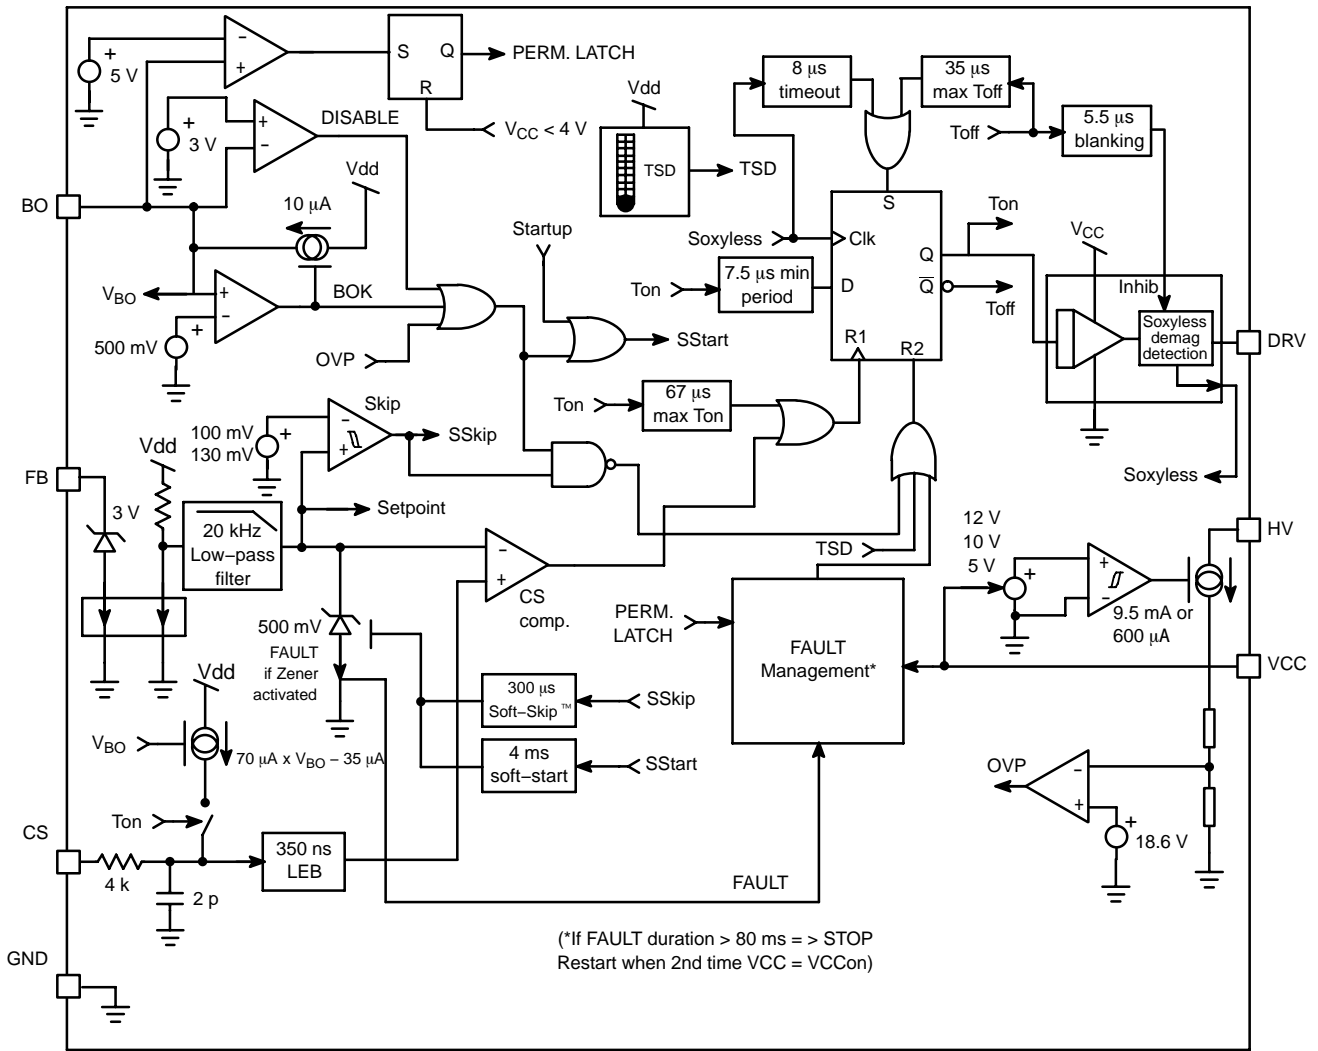 +
−
+
5 V
S
Q
R
PERM. LATCH
VCC < 4 V
+
3 V
+
−
DISABLE
Vdd
10 μA
BO
VBO
+
−
+
500 mV
BOK
OVP
Startup
SStart
Vdd
TSD
TSD
8 μs
timeout
35 μs
max Toff
Toff
5.5 μs
blanking
S
Soxyless
Clk
Ton
7.5 μs min
period
D
Q
Q
Ton
Toff
R1
R2
VCC
Inhib
Soxyless
demag
detection
DRV
Soxyless
Ton
67 μs
max Ton
Skip
100 mV
130 mV
+
−
+
SSkip
Setpoint
Vdd
FB
3 V
20 kHz
Low−pass
filter
−
+
CS
comp.
500 mV
FAULT
if Zener
activated
TSD
PERM.
LATCH
FAULT
Management*
12 V
10 V
5 V
+
+
−
9.5 mA or
600 μA
HV
VCC
300 μs
Soft−Skip ™
SSkip
4 ms
soft−start
SStart
Vdd
VBO
70 μA x VBO − 35 μA
Ton
CS
4 k
2 p
350 ns
LEB
FAULT
OVP
−
+
+
18.6 V
GND
(*If FAULT duration > 80 ms = > STOP
Restart when 2nd time VCC = VCCon)